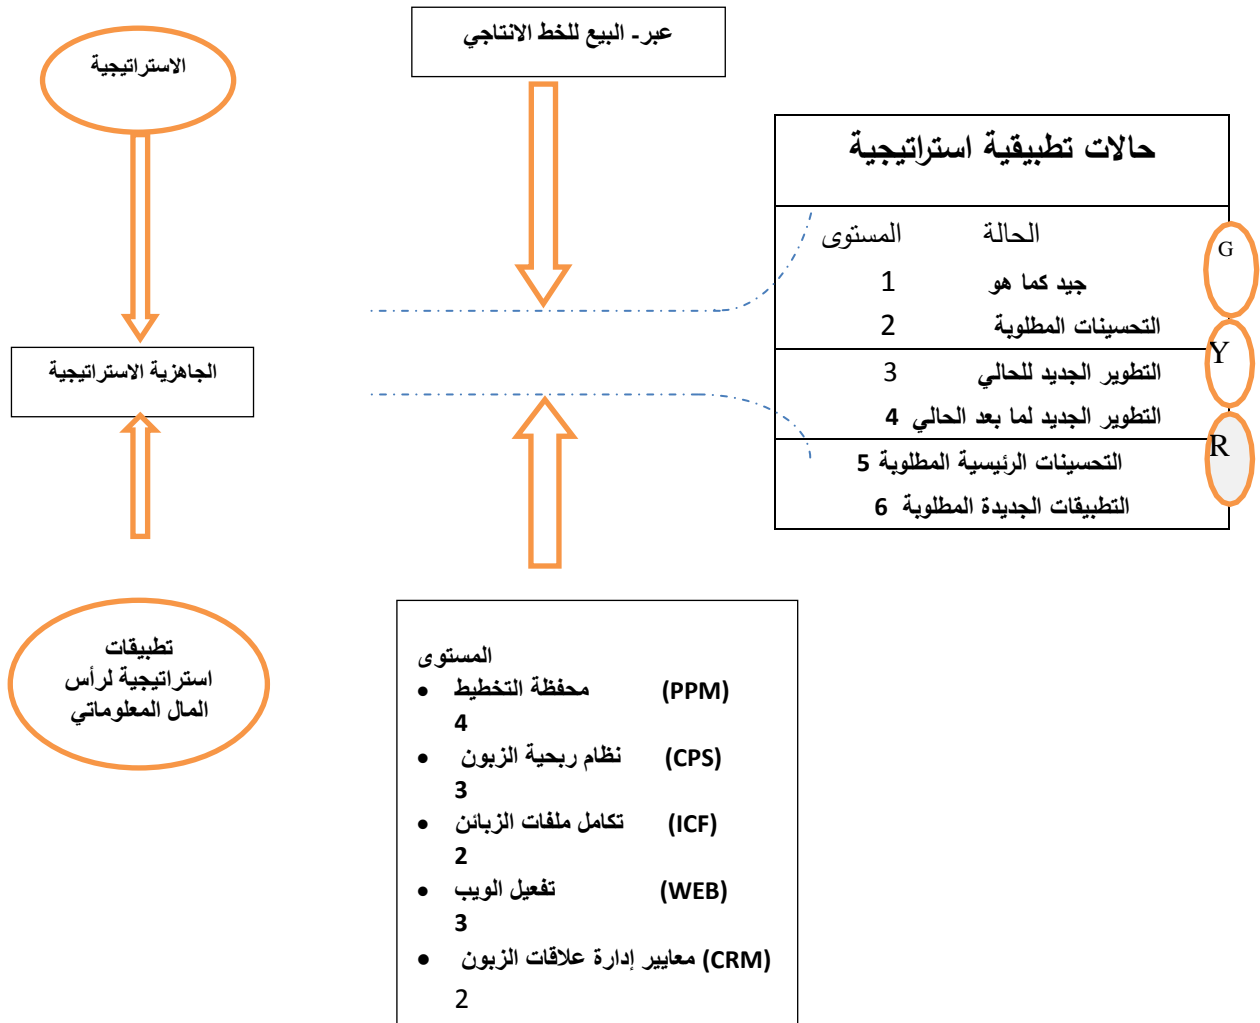 الاستراتيجية
عبر- البيع للخط الانتاجي
حالات تطبيقية استراتيجية
الحالة المستوى
جيد كما هو 1
التحسينات المطلوبة 2
التطوير الجديد للحالي 3
التطوير الجديد لما بعد الحالي 4
التحسينات الرئيسية المطلوبة 5
التطبيقات الجديدة المطلوبة 6
G
Y
R
الجاهزية الاستراتيجية
تطبيقات
استراتيجية لرأس
المال المعلوماتي
المستوى
• محفظة التخطيط (PPM)
4
• نظام ربحية الزبون (CPS)
3
• تكامل ملفات الزبائن (ICF)
2
• تفعيل الويب (WEB)
3
• معايير إدارة علاقات الزبون (CRM)
2